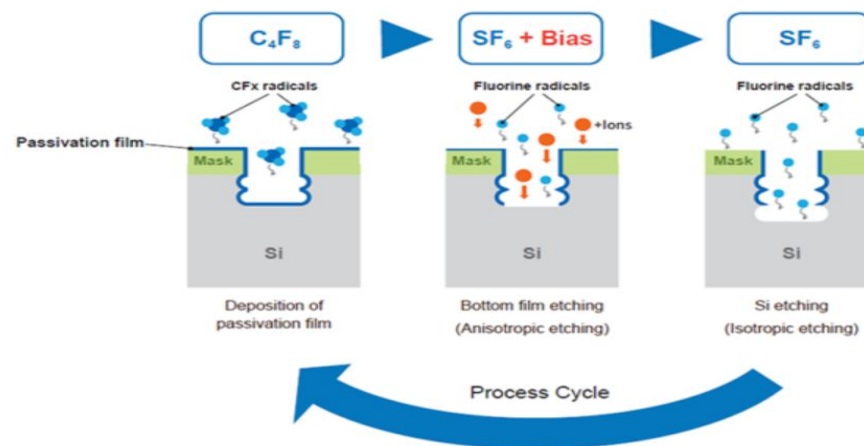 C₄F₈
SF₆ + Bias
SF₆
CFx radicals
Fluorine radicals
Fluorine radicals
+Ions
Passivation film
Mask
Mask
Mask
Si
Si
Si
Deposition of
passivation film
Bottom film etching
(Anisotropic etching)
Si etching
(Isotropic etching)
Process Cycle